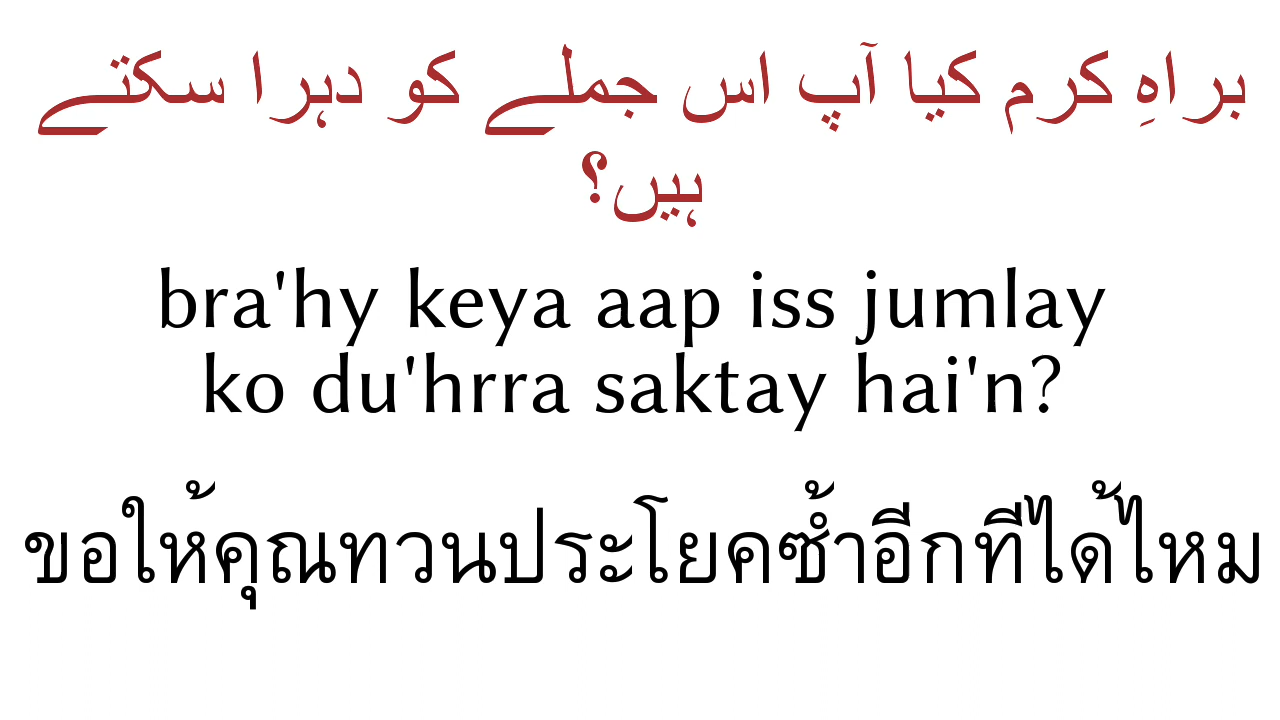 براہِ کرم کیا آپ اس جملے کو دہرا سکتے
ہیں؟
bra'hy keya aap iss jumlay
ko du'hrra saktay hai'n?
ขอให้คุณทวนประโยคซ้ำอีกทีได้ไหม